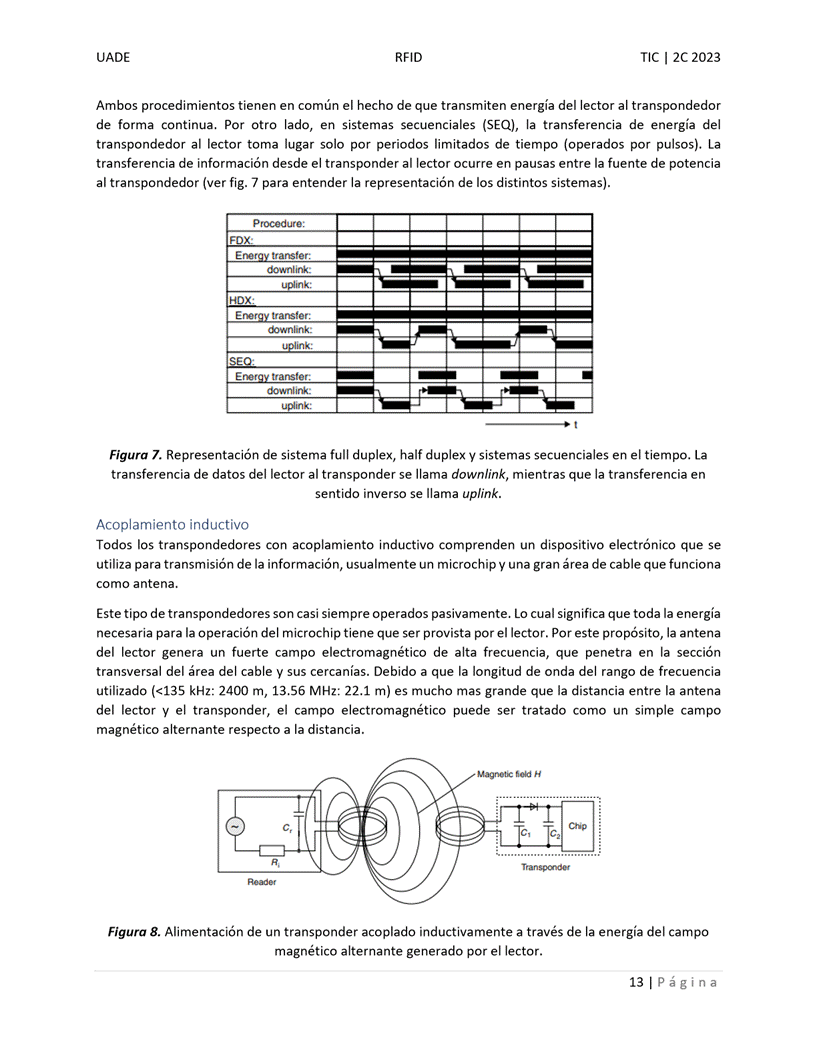 UADE RFID TIC | 2C 2023
Ambos procedimientos tienen en común el hecho de que transmiten energía del lector al transpondedor
de forma continua. Por otro lado, en sistemas secuenciales (SEQ), la transferencia de energía del
transpondedor al lector toma lugar solo por periodos limitados de tiempo (operados por pulsos). La
transferencia de información desde el transponder al lector ocurre en pausas entre la fuente de potencia
al transpondedor (ver fig. 7 para entender la representación de los distintos sistemas).
Procedure:
FDX:
Energy transfer:
downlink:
uplink:
HDX:
Energy transfer:
downlink:
uplink:
SEQ:
Energy transfer:
downlink:
uplink:
t
Figura 7. Representación de sistema full duplex, half duplex y sistemas secuenciales en el tiempo. La
transferencia de datos del lector al transponder se llama downlink, mientras que la transferencia en
sentido inverso se llama uplink.
Acoplamiento inductivo
Todos los transpondedores con acoplamiento inductivo comprenden un dispositivo electrónico que se
utiliza para transmisión de la información, usualmente un microchip y una gran área de cable que funciona
como antena.
Este tipo de transpondedores son casi siempre operados pasivamente. Lo cual significa que toda la energía
necesaria para la operación del microchip tiene que ser provista por el lector. Por este propósito, la antena
del lector genera un fuerte campo electromagnético de alta frecuencia, que penetra en la sección
transversal del área del cable y sus cercanías. Debido a que la longitud de onda del rango de frecuencia
utilizado (<135 kHz: 2400 m, 13.56 MHz: 22.1 m) es mucho mas grande que la distancia entre la antena
del lector y el transponder, el campo electromagnético puede ser tratado como un simple campo
magnético alternante respecto a la distancia.
Magnetic field H
~
Cr
Ri
Reader
C1
C2
Chip
Transponder
Figura 8. Alimentación de un transponder acoplado inductivamente a través de la energía del campo
magnético alternante generado por el lector.
13 | Página